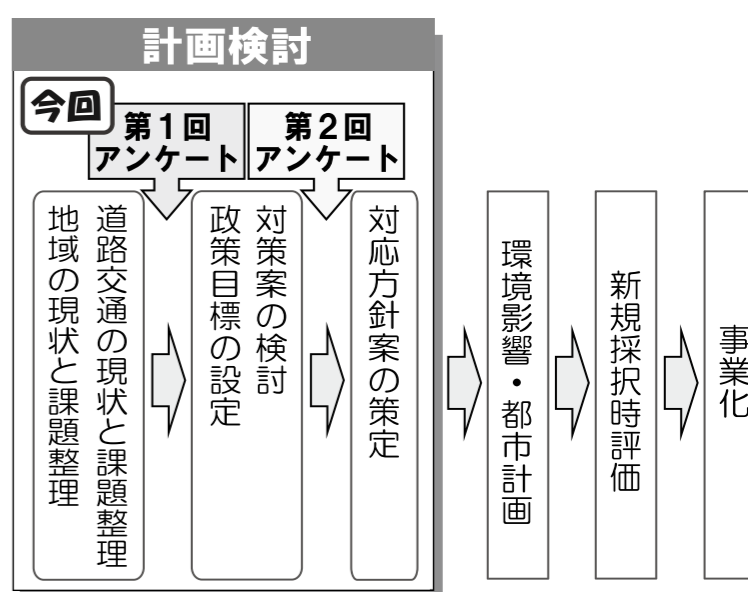 計画検討
今回
第1回
アンケート
第2回
アンケート
道路交通の現状と課題整理
地域の現状と課題整理
対策案の検討
政策目標の設定
対応方針案の策定
環境影響・都市計画
新規採択時評価
事業化